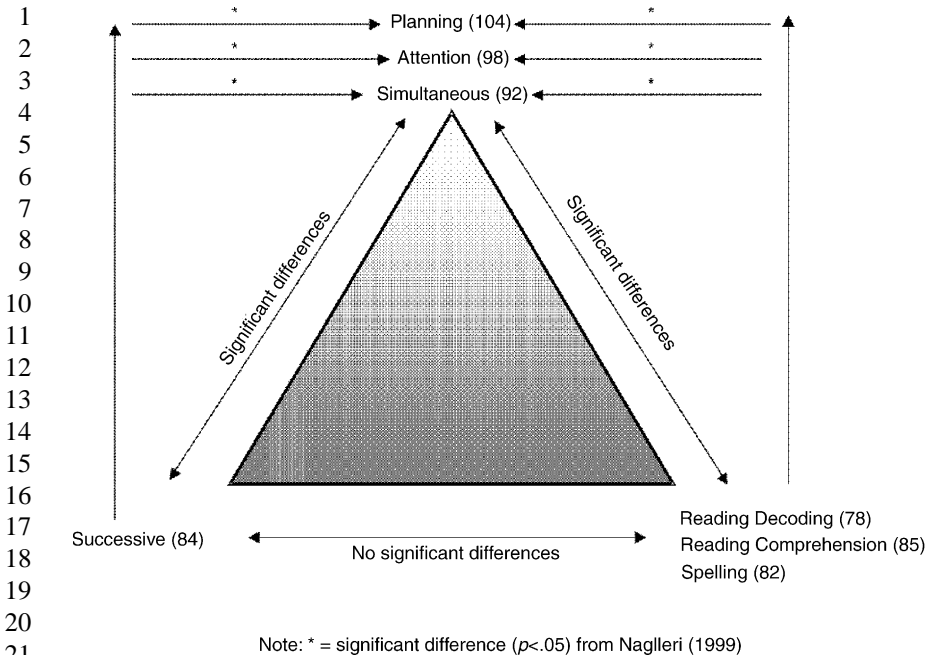 1
*
Planning (104)
*
2
*
Attention (98)
*
3
*
Simultaneous (92)
*
4
5
6
7
8
9
10
11
12
13
14
15
16
17
18
19
20
21
Significant differences
Significant differences
Successive (84)
No significant differences
Reading Decoding (78)
Reading Comprehension (85)
Spelling (82)
Note: * = significant difference (p<.05) from Naglleri (1999)